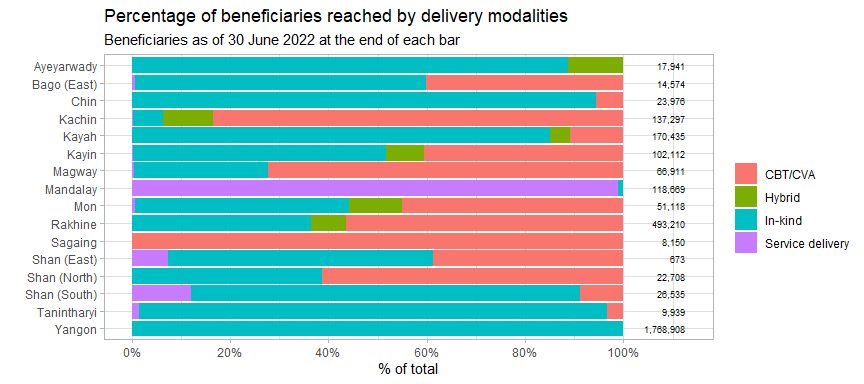 Percentage of beneficiaries reached by delivery modalities
Beneficiaries as of 30 June 2022 at the end of each bar
Ayeyarwady 17,941
Bago (East) 14,574
Chin 23,976
Kachin 137,297
Kayah 170,435
Kayin 102,112
Magway 66,911
Mandalay 118,669
Mon 51,118
Rakhine 493,210
Sagaing 8,150
Shan (East) 673
Shan (North) 22,708
Shan (South) 26,535
Tanintharyi 9,939
Yangon 1,768,908
0% 20% 40% 60% 80% 100%
% of total
CBT/CVA
Hybrid
In-kind
Service delivery